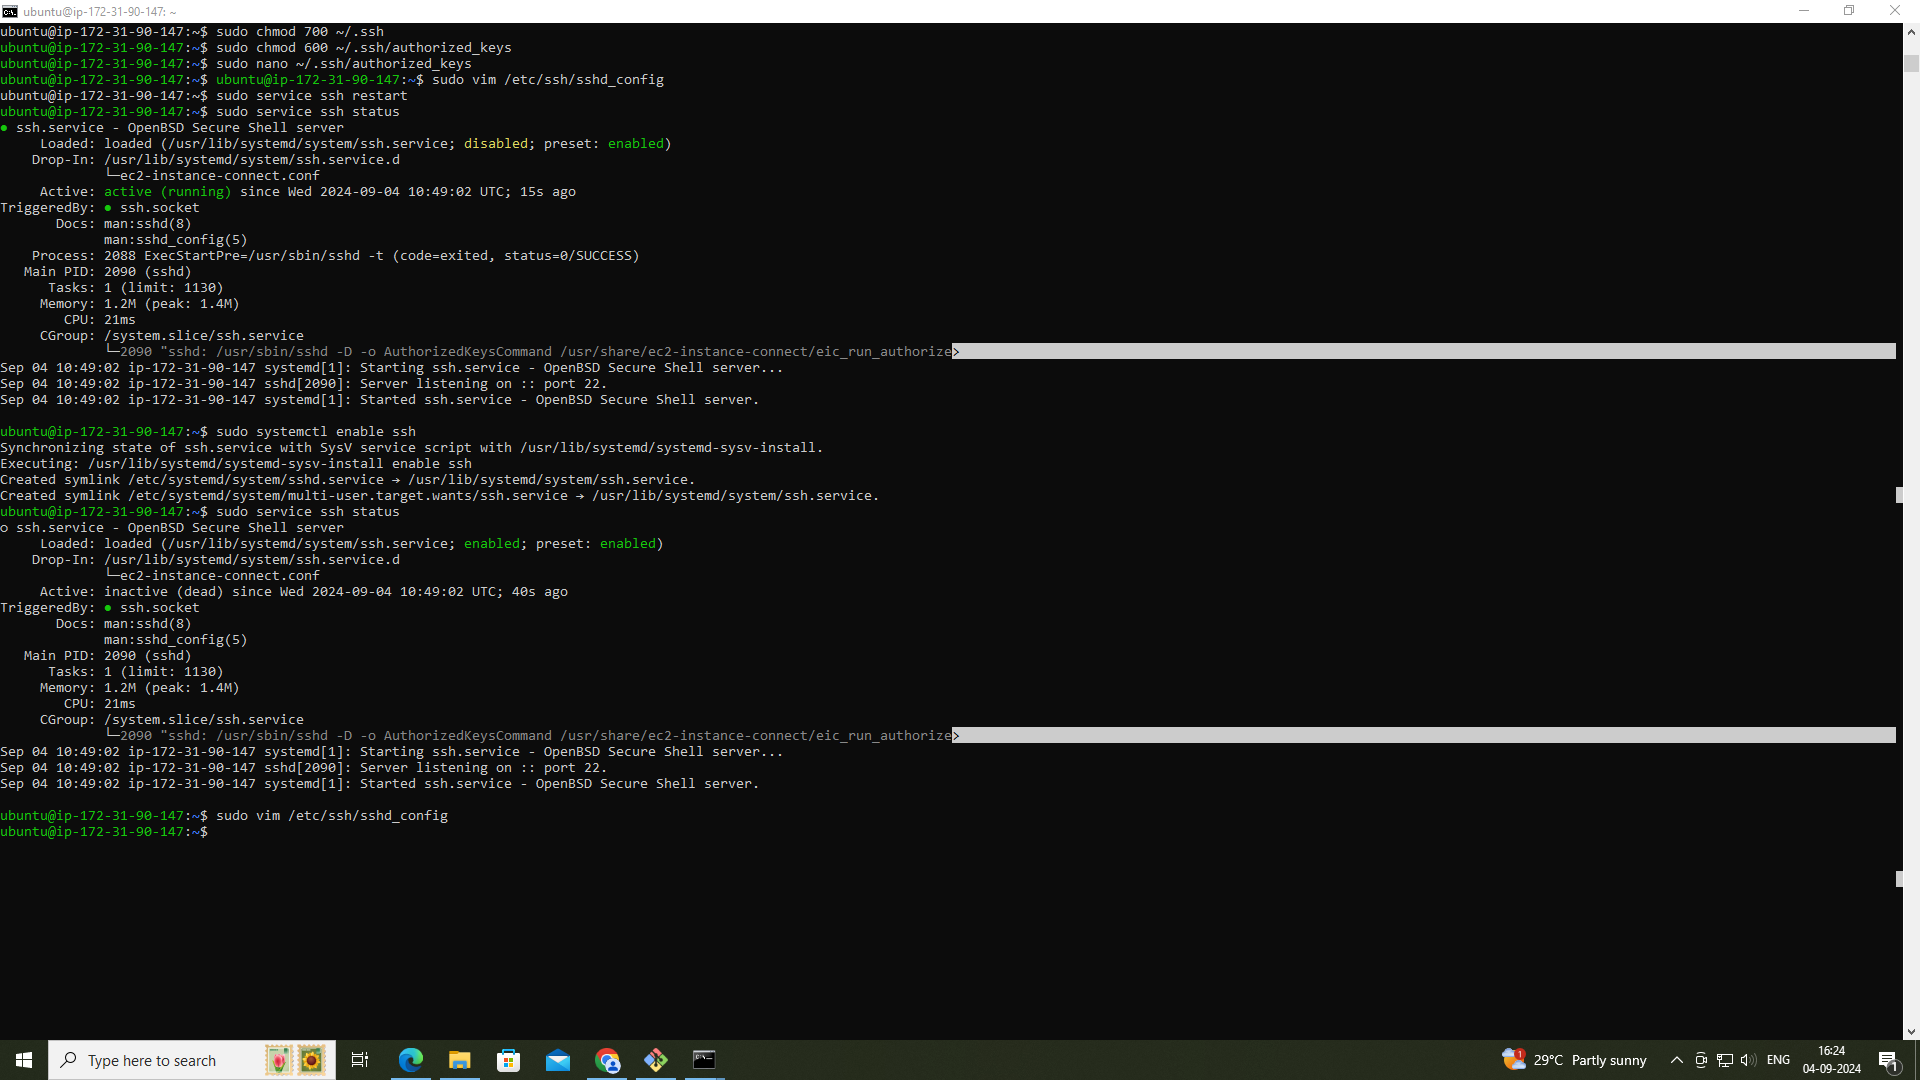 ubuntu@ip-172-31-90-147: ~
ubuntu@ip-172-31-90-147:~$ sudo chmod 700 ~/.ssh
ubuntu@ip-172-31-90-147:~$ sudo chmod 600 ~/.ssh/authorized_keys
ubuntu@ip-172-31-90-147:~$ sudo nano ~/.ssh/authorized_keys
ubuntu@ip-172-31-90-147:~$ ubuntu@ip-172-31-90-147:~$ sudo vim /etc/ssh/sshd_config
ubuntu@ip-172-31-90-147:~$ sudo service ssh restart
ubuntu@ip-172-31-90-147:~$ sudo service ssh status
● ssh.service - OpenBSD Secure Shell server
     Loaded: loaded (/usr/lib/systemd/system/ssh.service; disabled; preset: enabled)
    Drop-In: /usr/lib/systemd/system/ssh.service.d
             └─ec2-instance-connect.conf
     Active: active (running) since Wed 2024-09-04 10:49:02 UTC; 15s ago
TriggeredBy: ● ssh.socket
       Docs: man:sshd(8)
             man:sshd_config(5)
    Process: 2088 ExecStartPre=/usr/sbin/sshd -t (code=exited, status=0/SUCCESS)
   Main PID: 2090 (sshd)
      Tasks: 1 (limit: 1130)
     Memory: 1.2M (peak: 1.4M)
        CPU: 21ms
     CGroup: /system.slice/ssh.service
             └─2090 "sshd: /usr/sbin/sshd -D -o AuthorizedKeysCommand /usr/share/ec2-instance-connect/eic_run_authorize>
Sep 04 10:49:02 ip-172-31-90-147 systemd[1]: Starting ssh.service - OpenBSD Secure Shell server...
Sep 04 10:49:02 ip-172-31-90-147 sshd[2090]: Server listening on :: port 22.
Sep 04 10:49:02 ip-172-31-90-147 systemd[1]: Started ssh.service - OpenBSD Secure Shell server.
ubuntu@ip-172-31-90-147:~$ sudo systemctl enable ssh
Synchronizing state of ssh.service with SysV service script with /usr/lib/systemd/systemd-sysv-install.
Executing: /usr/lib/systemd/systemd-sysv-install enable ssh
Created symlink /etc/systemd/system/sshd.service → /usr/lib/systemd/system/ssh.service.
Created symlink /etc/systemd/system/multi-user.target.wants/ssh.service → /usr/lib/systemd/system/ssh.service.
ubuntu@ip-172-31-90-147:~$ sudo service ssh status
o ssh.service - OpenBSD Secure Shell server
     Loaded: loaded (/usr/lib/systemd/system/ssh.service; enabled; preset: enabled)
    Drop-In: /usr/lib/systemd/system/ssh.service.d
             └─ec2-instance-connect.conf
     Active: inactive (dead) since Wed 2024-09-04 10:49:02 UTC; 40s ago
TriggeredBy: ● ssh.socket
       Docs: man:sshd(8)
             man:sshd_config(5)
   Main PID: 2090 (sshd)
      Tasks: 1 (limit: 1130)
     Memory: 1.2M (peak: 1.4M)
        CPU: 21ms
     CGroup: /system.slice/ssh.service
             └─2090 "sshd: /usr/sbin/sshd -D -o AuthorizedKeysCommand /usr/share/ec2-instance-connect/eic_run_authorize>
Sep 04 10:49:02 ip-172-31-90-147 systemd[1]: Starting ssh.service - OpenBSD Secure Shell server...
Sep 04 10:49:02 ip-172-31-90-147 sshd[2090]: Server listening on :: port 22.
Sep 04 10:49:02 ip-172-31-90-147 systemd[1]: Started ssh.service - OpenBSD Secure Shell server.
ubuntu@ip-172-31-90-147:~$ sudo vim /etc/ssh/sshd_config
ubuntu@ip-172-31-90-147:~$
Type here to search
1
29°C Partly sunny
ENG
16:24
04-09-2024
1